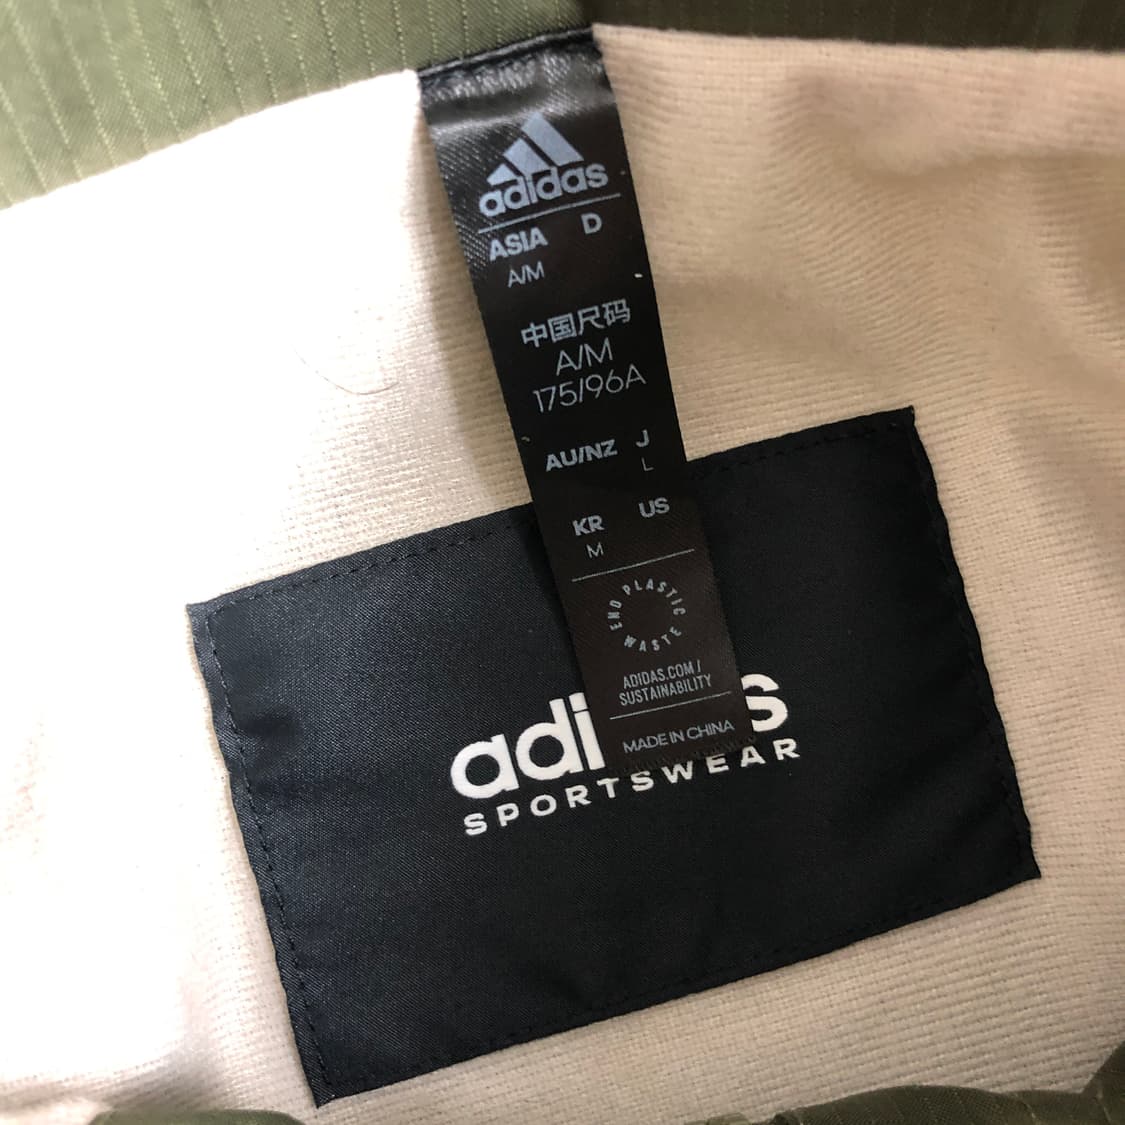 adidas
ASIA D
A/M
中国尺码
A/M
175/96A
AU/NZ J
L
KR US
M
END PLASTIC WASTE
ADIDAS.COM/
SUSTAINABILITY
MADE IN CHINA
adi s
SPORTSWEAR